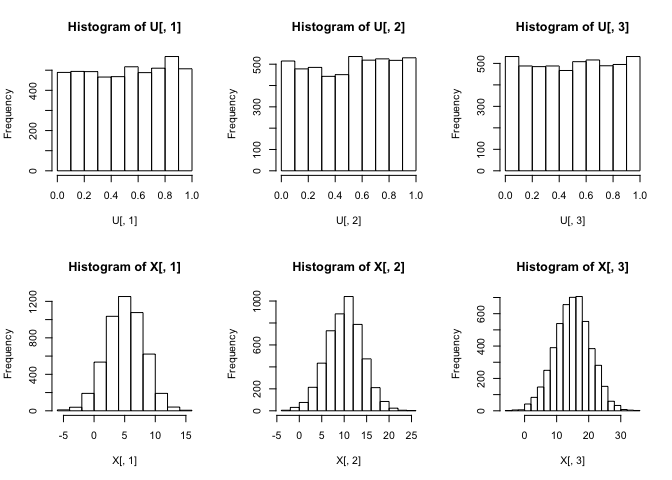 Histogram of U[, 1]
Frequency
0
200
400
0.0 0.2 0.4 0.6 0.8 1.0
U[, 1]
Histogram of U[, 2]
Frequency
0
100
300
500
0.0 0.2 0.4 0.6 0.8 1.0
U[, 2]
Histogram of U[, 3]
Frequency
0
100
300
500
0.0 0.2 0.4 0.6 0.8 1.0
U[, 3]
Histogram of X[, 1]
Frequency
0
400
800
1200
-5 0 5 10 15
X[, 1]
Histogram of X[, 2]
Frequency
0
200
600
1000
-5 0 5 10 15 20 25
X[, 2]
Histogram of X[, 3]
Frequency
0
200
400
600
0 10 20 30
X[, 3]